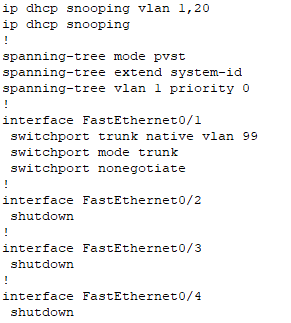 ip dhcp snooping vlan 1,20
ip dhcp snooping
!
spanning-tree mode pvst
spanning-tree extend system-id
spanning-tree vlan 1 priority 0
!
interface FastEthernet0/1
 switchport trunk native vlan 99
 switchport mode trunk
 switchport nonegotiate
!
interface FastEthernet0/2
 shutdown
!
interface FastEthernet0/3
 shutdown
!
interface FastEthernet0/4
 shutdown